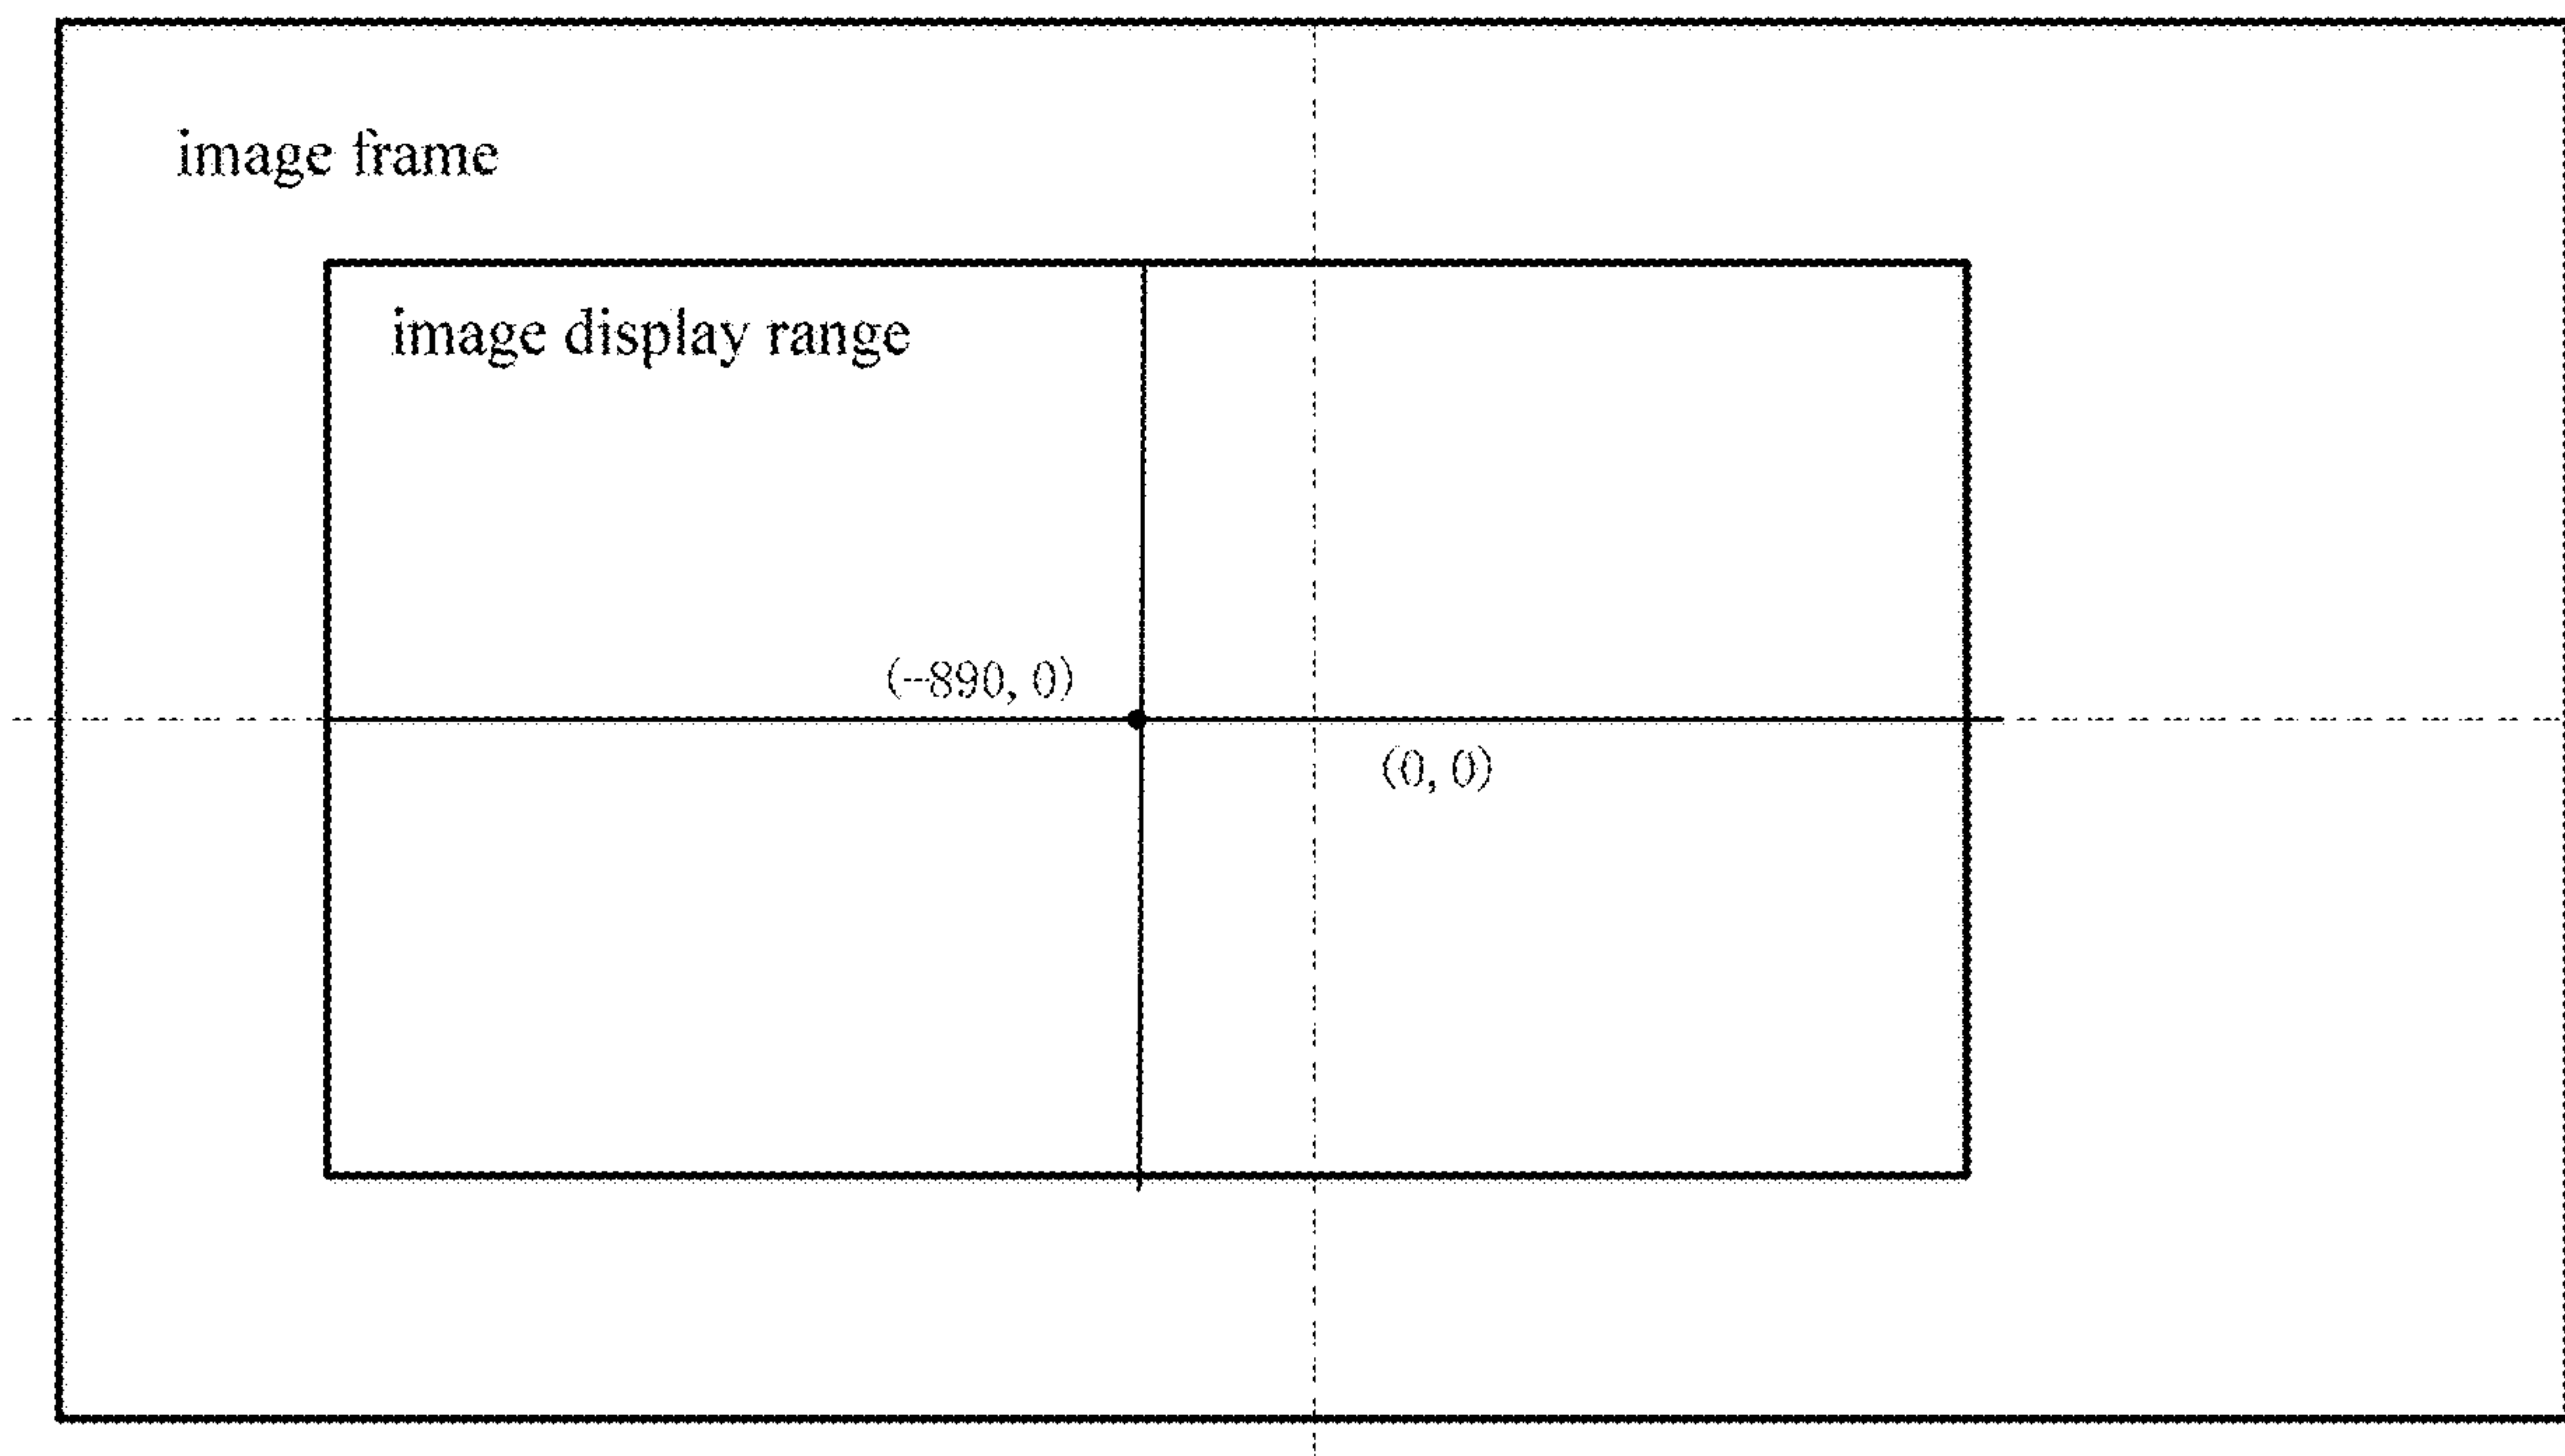 image frame
image display range
(--890, 0)
(0, 0)